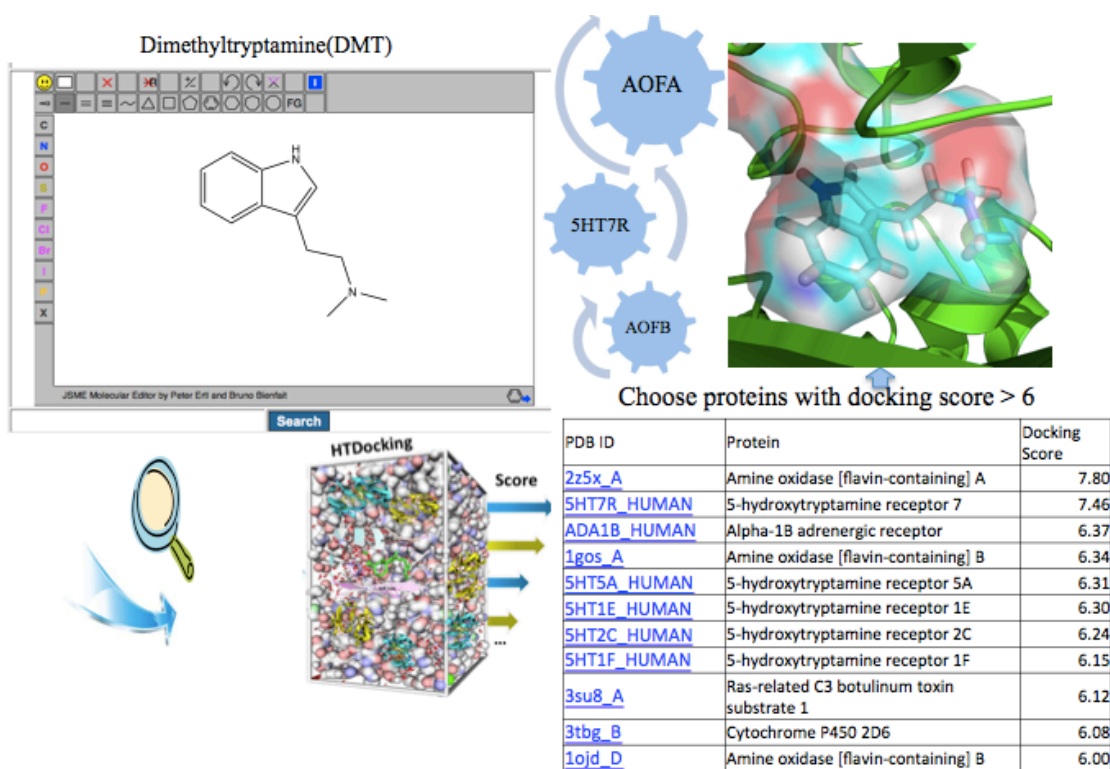 Dimethyltryptamine(DMT)
FG
C
N
O
S
F
Cl
Br
I
P
X
H
N
N
JSME Molecular Editor by Peter Ertl and Bruno Bienfait
Search
HTDocking
Score
...
AOFA
5HT7R
AOFB
Choose proteins with docking score > 6
PDB ID Protein Docking
Score
2z5x_A Amine oxidase [flavin-containing] A 7.80
5HT7R_HUMAN 5-hydroxytryptamine receptor 7 7.46
ADA1B_HUMAN Alpha-1B adrenergic receptor 6.37
1gos_A Amine oxidase [flavin-containing] B 6.34
5HT5A_HUMAN 5-hydroxytryptamine receptor 5A 6.31
5HT1E_HUMAN 5-hydroxytryptamine receptor 1E 6.30
5HT2C_HUMAN 5-hydroxytryptamine receptor 2C 6.24
5HT1F_HUMAN 5-hydroxytryptamine receptor 1F 6.15
3su8_A Ras-related C3 botulinum toxin
substrate 1 6.12
3tbg_B Cytochrome P450 2D6 6.08
1ojd_D Amine oxidase [flavin-containing] B 6.00